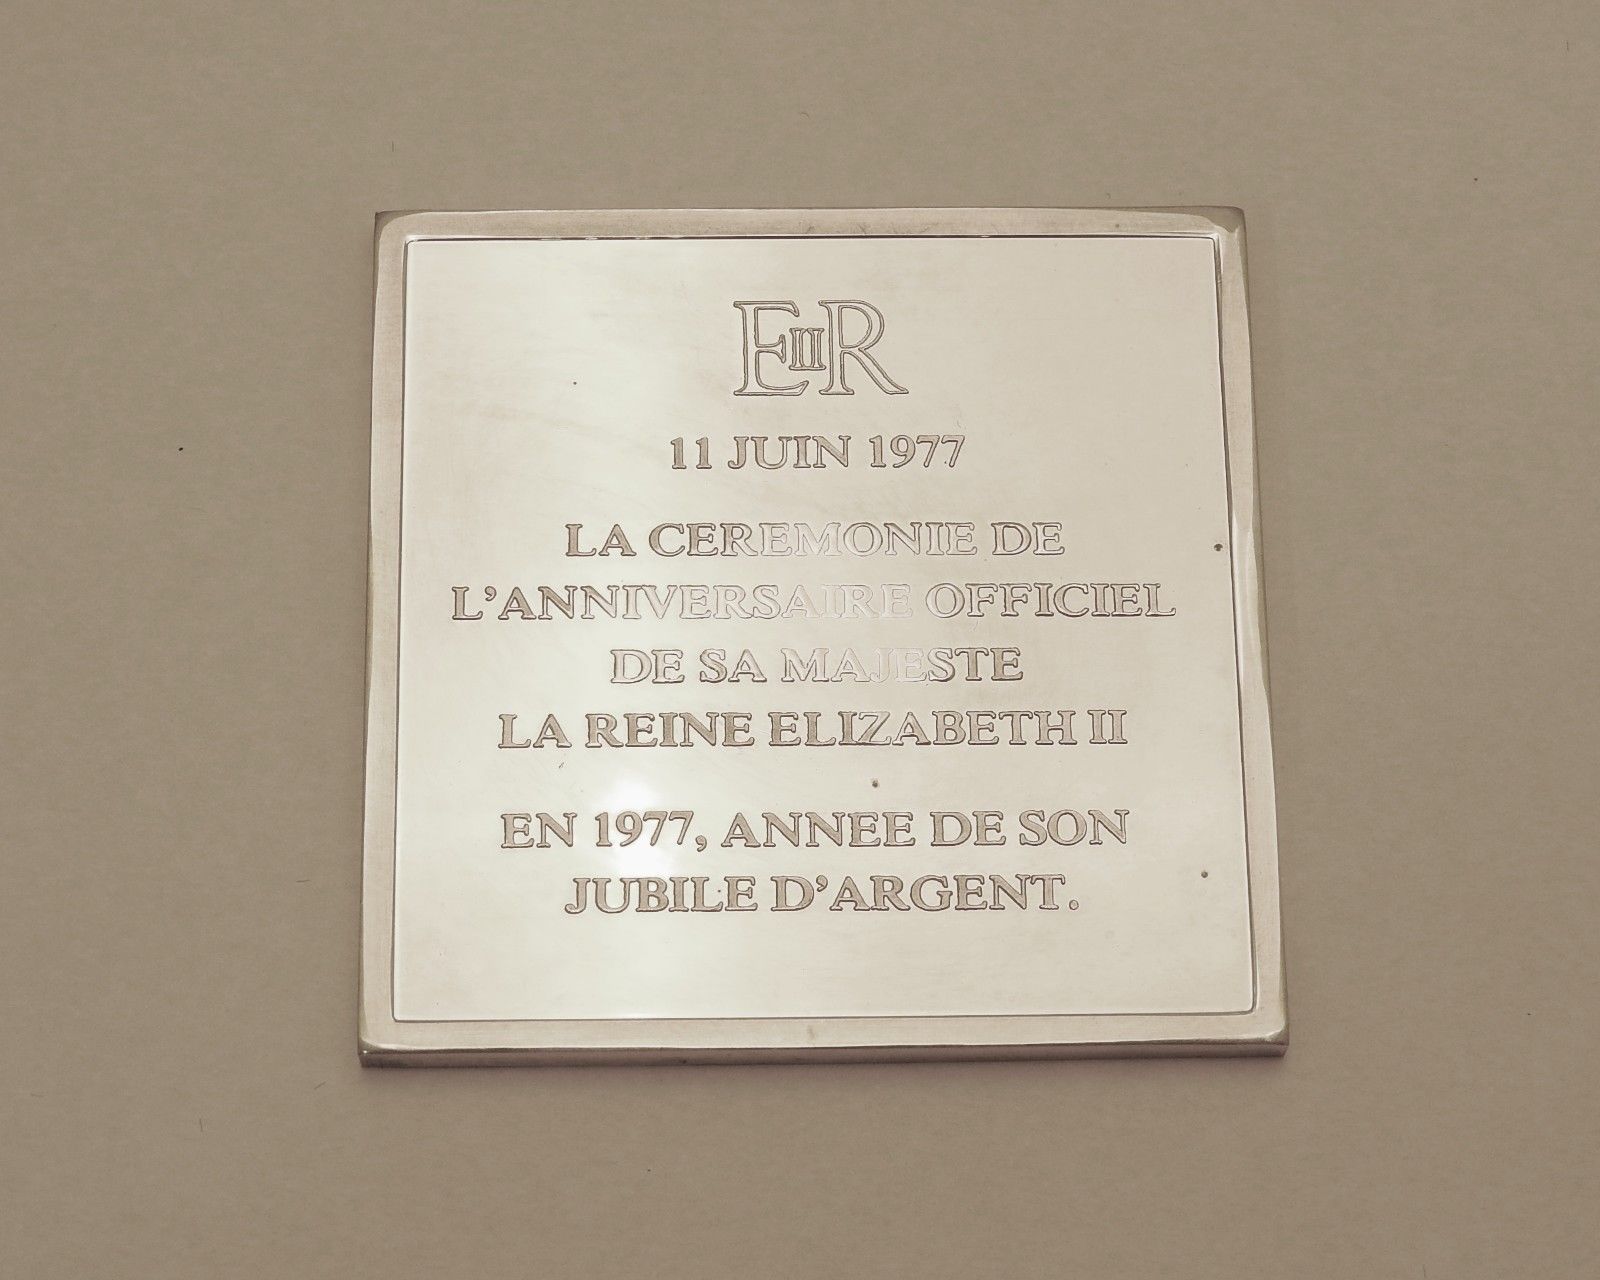 EIIR
11 JUIN 1977
LA CEREMONIE DE
L'ANNIVERSAIRE OFFICIEL
DE SA MAJESTE
LA REINE ELIZABETH II
EN 1977, ANNEE DE SON
JUBILE D'ARGENT.